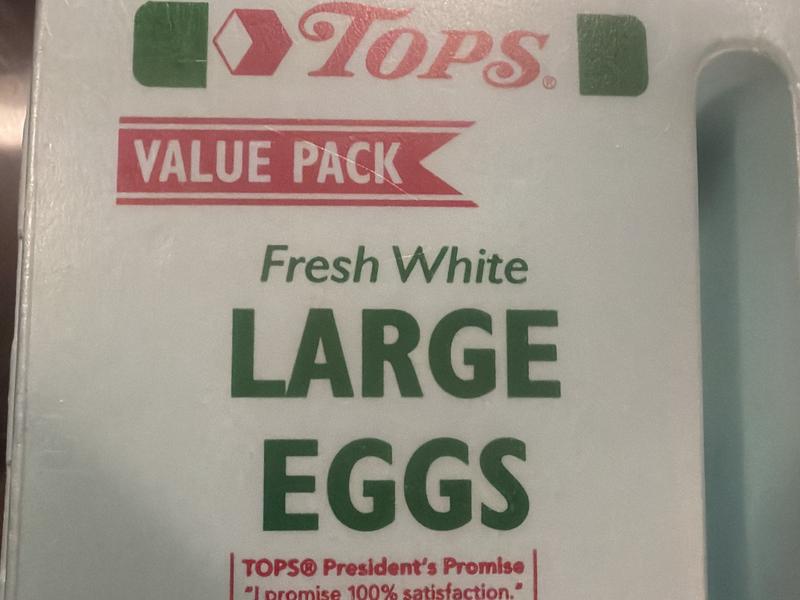 TOPS®
VALUE PACK
Fresh White
LARGE
EGGS
TOPS® President's Promise
"I promise 100% satisfaction."